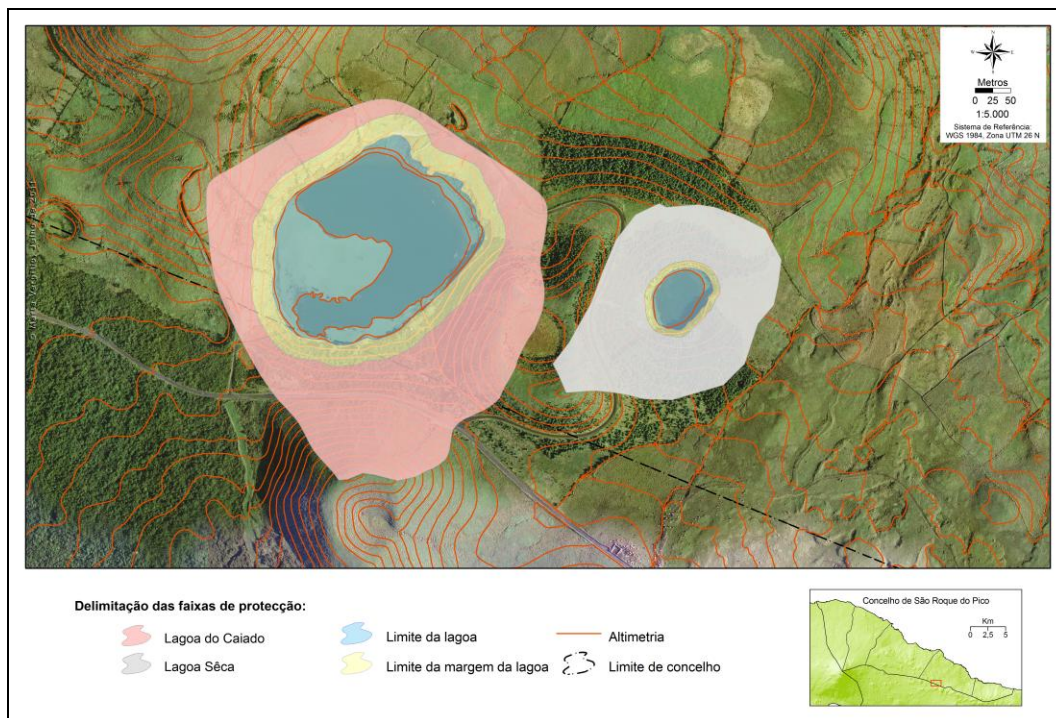 N
W
E
S
Metros
0 25 50
1:5.000
Sistema de Referência:
WGS 1984, Zona UTM 26 N
Delimitação das faixas de protecção:
Lagoa do Caiado
Lagoa Sêca
Limite da lagoa
Limite da margem da lagoa
Altimetria
Limite de concelho
Concelho de São Roque do Pico
Km
0 2,5 5